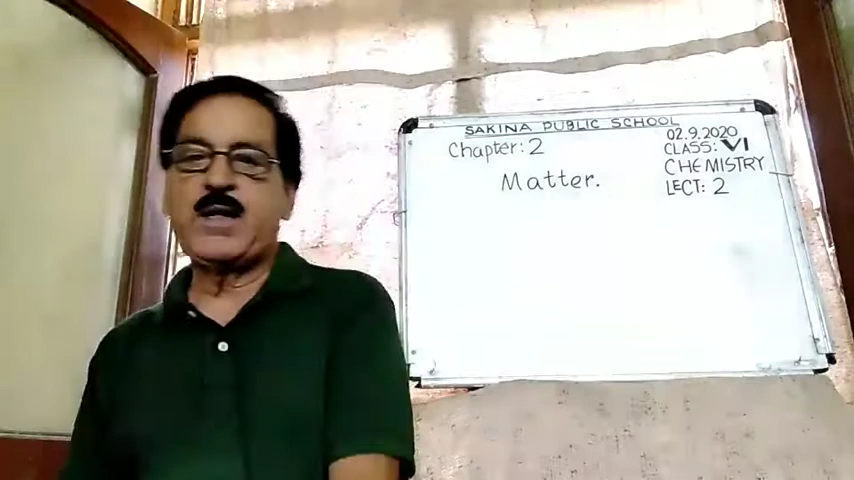 SAKINA PUBLIC SCHOOL
02.9.2020
Chapter: 2
CLASS: VI
Matter.
CHEMISTRY
LECT: 2